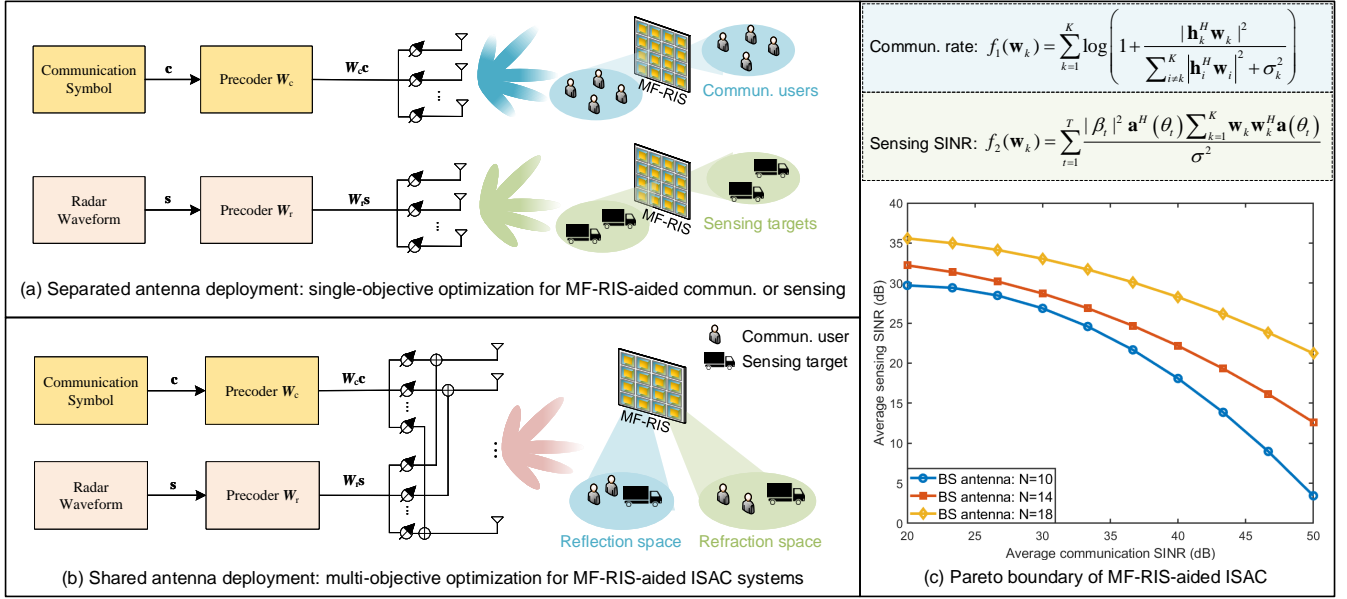 Communication
Symbol
c
Precoder W_c
W_c c
MF-RIS
Commun. users
Radar
Waveform
s
Precoder W_r
W_r s
MF-RIS
Sensing targets
(a) Separated antenna deployment: single-objective optimization for MF-RIS-aided commun. or sensing
Communication
Symbol
c
Precoder W_c
W_c c
Radar
Waveform
s
Precoder W_r
W_r s
Commun. user
Sensing target
MF-RIS
Reflection space
Refraction space
(b) Shared antenna deployment: multi-objective optimization for MF-RIS-aided ISAC systems
Commun. rate: f_1(w_k) = ∑_{k=1}^{K} log(1 + |h_k^H w_k|^2 / (∑_{i≠k}^{K} |h_i^H w_i|^2 + σ_k^2))
Sensing SINR: f_2(w_k) = ∑_{t=1}^{T} |β_t|^2 a^H(θ_t) ∑_{k=1}^{K} w_k w_k^H a(θ_t) / σ^2
Average sensing SINR (dB)
40
35
30
25
20
15
10
5
0
BS antenna: N=10
BS antenna: N=14
BS antenna: N=18
20 25 30 35 40 45 50
Average communication SINR (dB)
(c) Pareto boundary of MF-RIS-aided ISAC